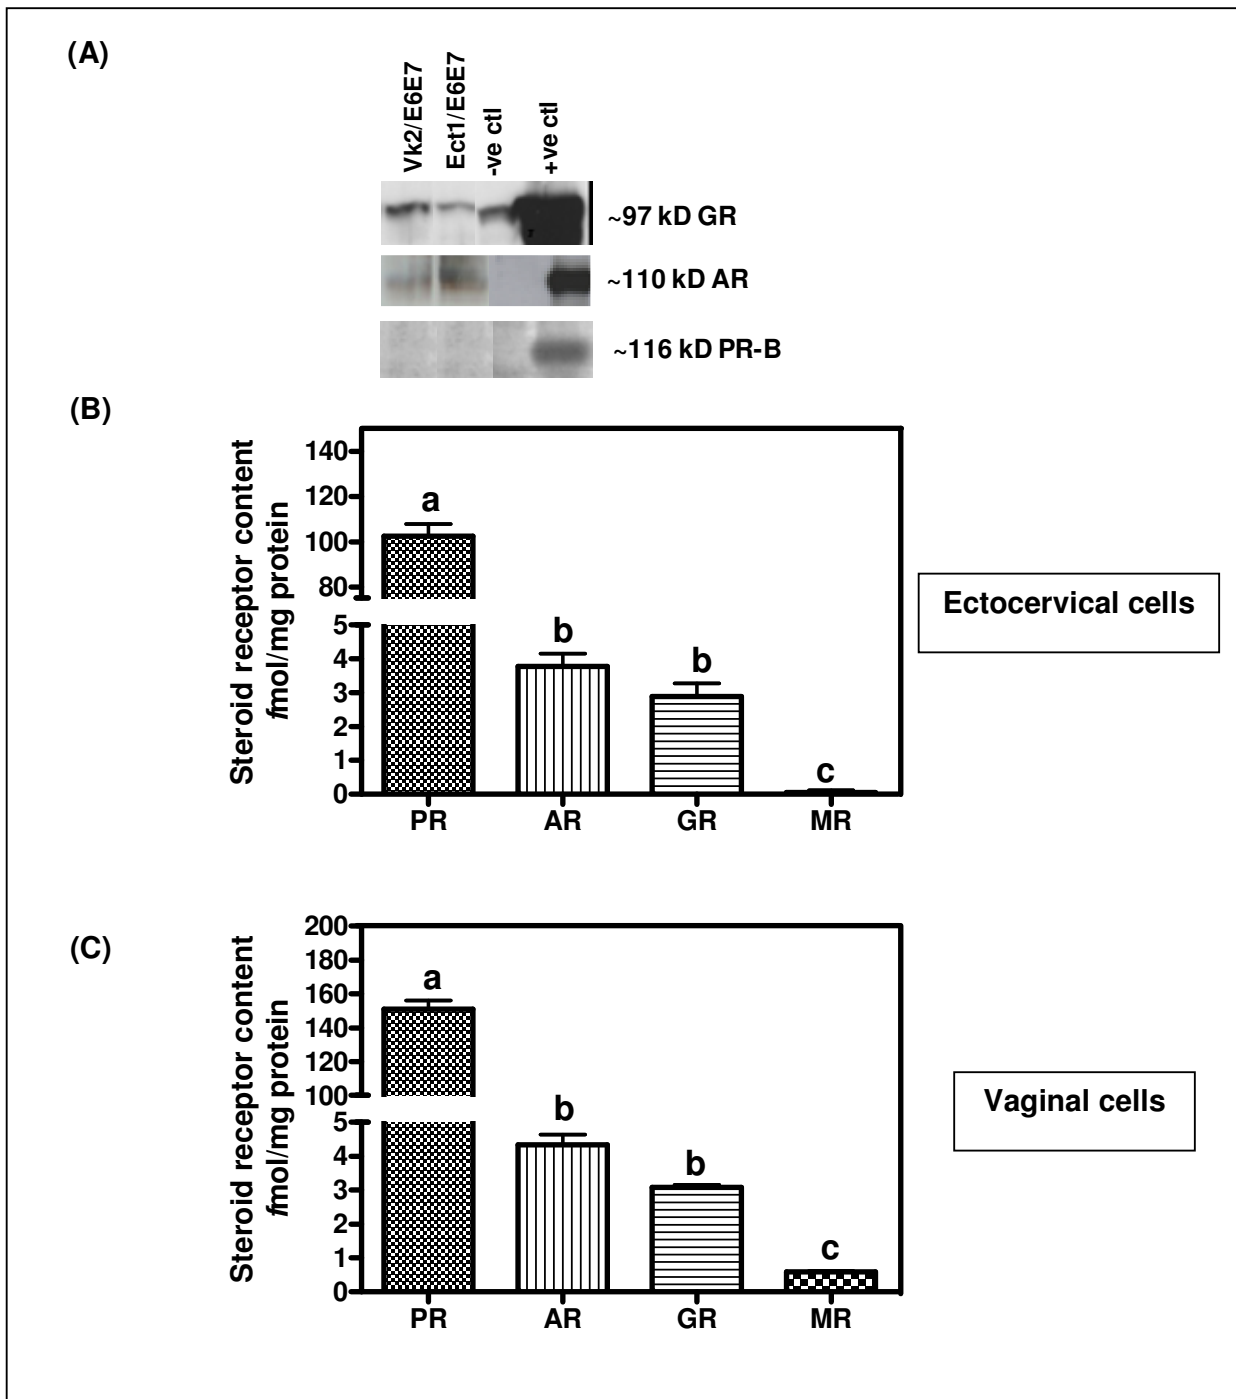 (A)
Vk2/E6E7
Ect1/E6E7
-ve ctl
+ve ctl
~97 kD GR
~110 kD AR
~116 kD PR-B
(B)
Steroid receptor content
fmol/mg protein
140
120
100
80
5
4
3
2
1
0
a
b
b
c
PR AR GR MR
Ectocervical cells
(C)
Steroid receptor content
fmol/mg protein
200
180
160
140
120
100
5
4
3
2
1
0
a
b
b
c
PR AR GR MR
Vaginal cells